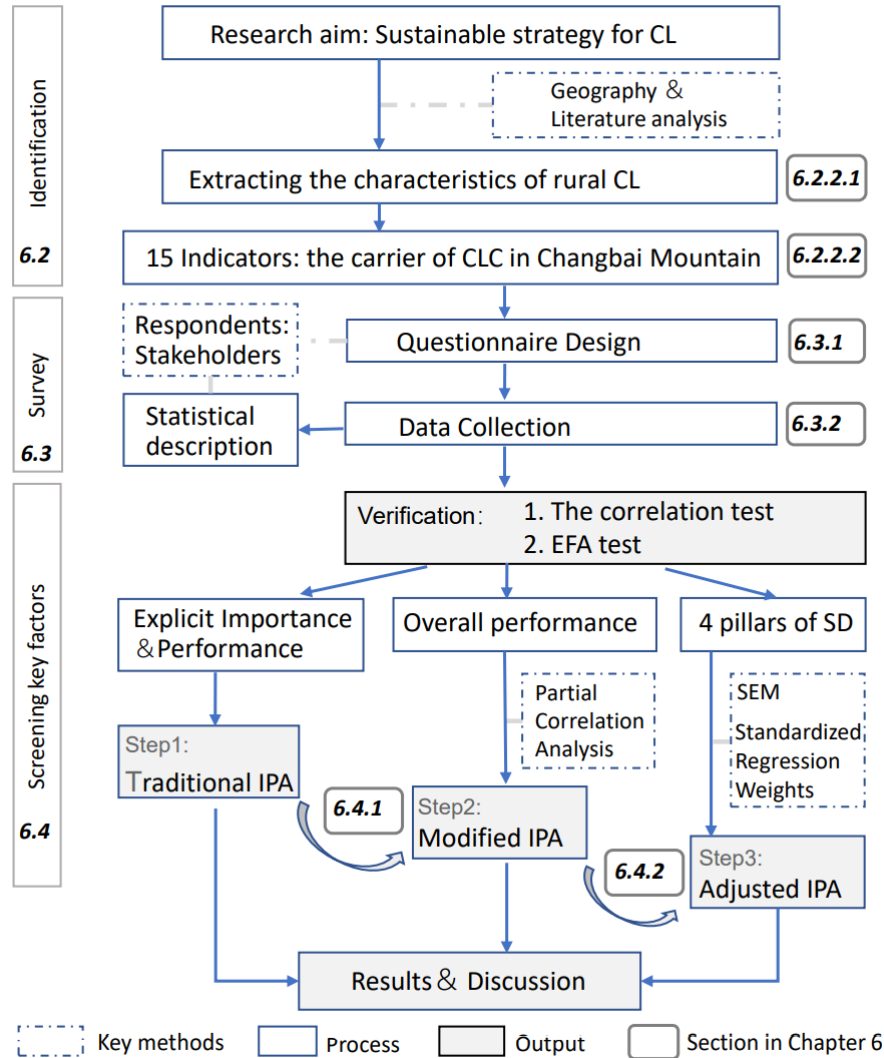 Research aim: Sustainable strategy for CL
Geography &
Literature analysis
Identification
6.2
Extracting the characteristics of rural CL
6.2.2.1
15 Indicators: the carrier of CLC in Changbai Mountain
6.2.2.2
Survey
6.3
Respondents:
Stakeholders
Questionnaire Design
6.3.1
Statistical
description
Data Collection
6.3.2
Screening key factors
6.4
Verification:
1. The correlation test
2. EFA test
Explicit Importance
&Performance
Overall performance
4 pillars of SD
Partial
Correlation
Analysis
SEM
Standardized
Regression
Weights
Step1:
Traditional IPA
6.4.1
Step2:
Modified IPA
6.4.2
Step3:
Adjusted IPA
Results & Discussion
Key methods
Process
Output
Section in Chapter 6